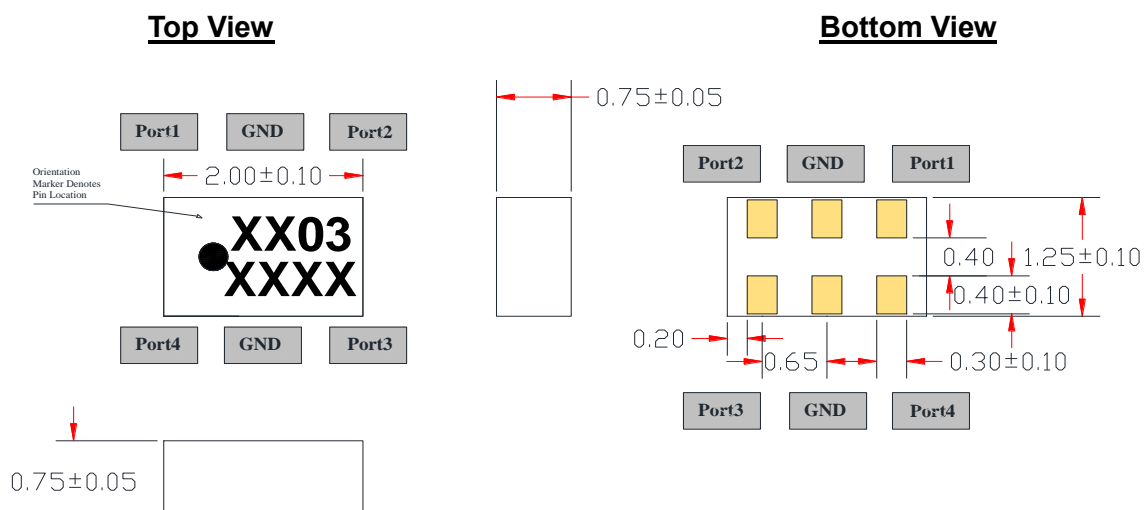 Top View
Bottom View
0.75±0.05
Port1
GND
Port2
2.00±0.10
Orientation
Marker Denotes
Pin Location
XX03
XXXX
Port4
GND
Port3
0.75±0.05
Port2
GND
Port1
0.40
1.25±0.10
0.40±0.10
0.20
0.65
0.30±0.10
Port3
GND
Port4